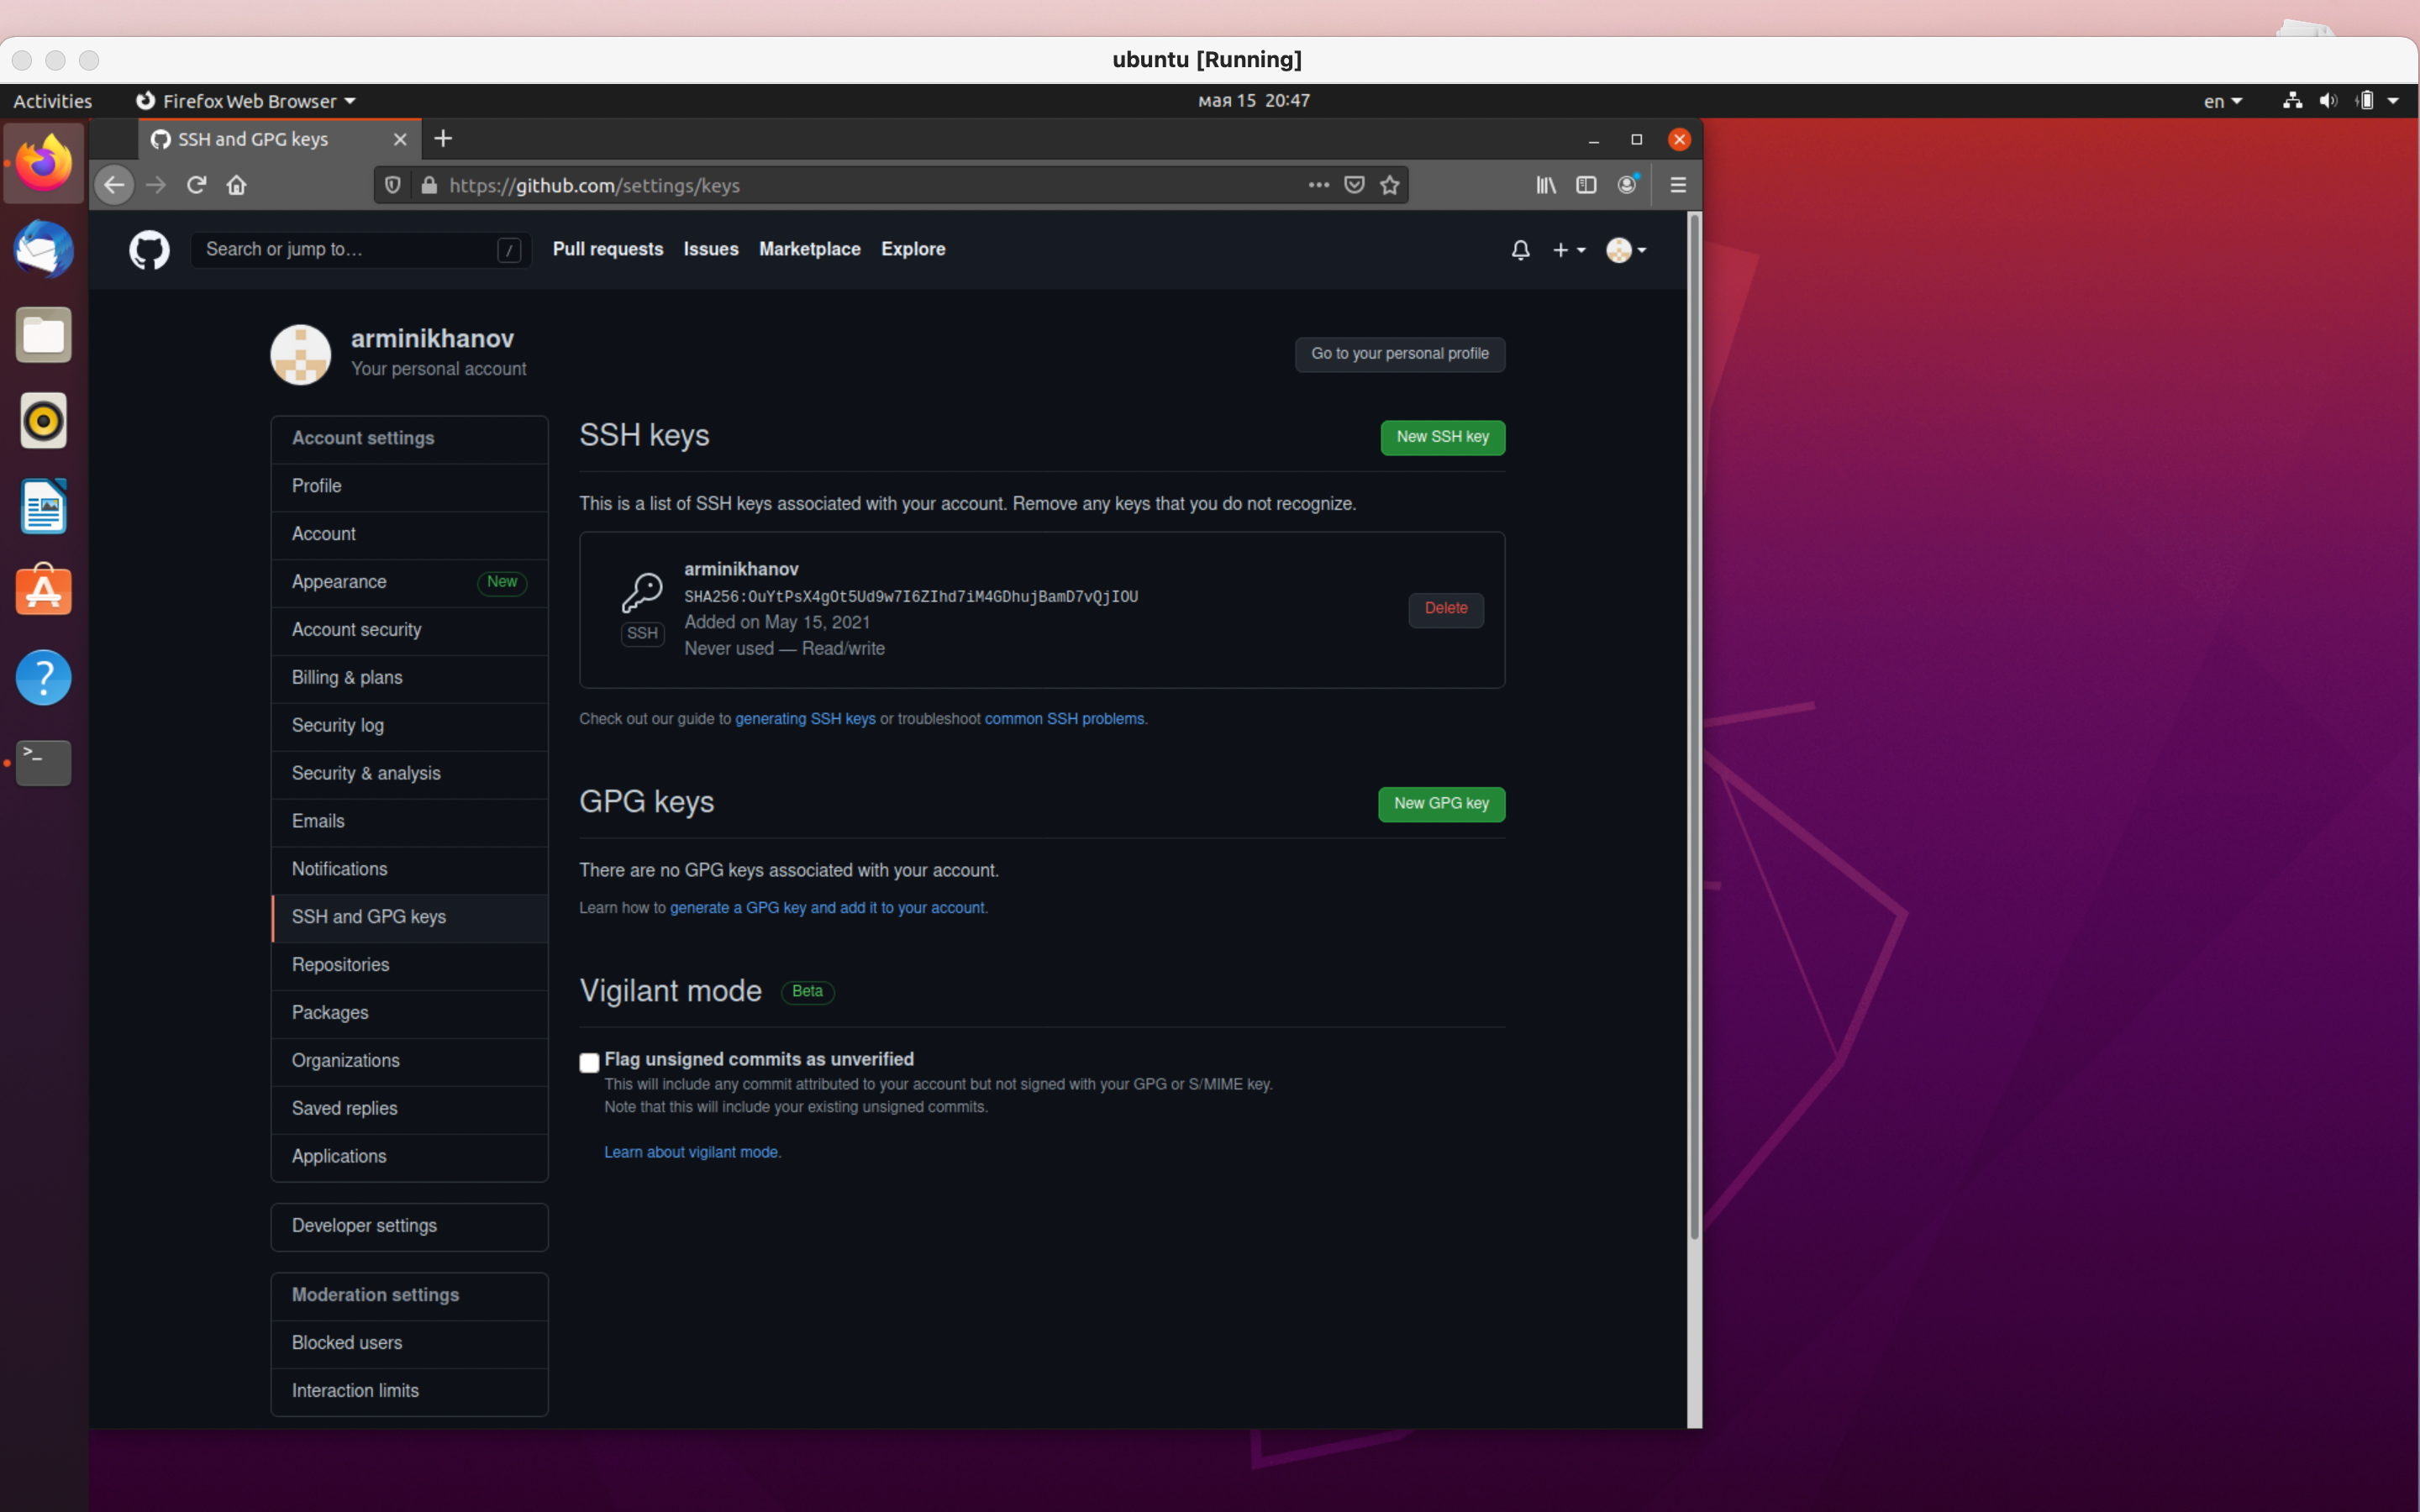 ubuntu [Running]
Activities
Firefox Web Browser
мая 15 20:47
en
SSH and GPG keys
https://github.com/settings/keys
Search or jump to…
/
Pull requests
Issues
Marketplace
Explore
arminikhanov
Your personal account
Go to your personal profile
Account settings
Profile
Account
Appearance
New
Account security
Billing & plans
Security log
Security & analysis
Emails
Notifications
SSH and GPG keys
Repositories
Packages
Organizations
Saved replies
Applications
Developer settings
Moderation settings
Blocked users
Interaction limits
SSH keys
New SSH key
This is a list of SSH keys associated with your account. Remove any keys that you do not recognize.
arminikhanov
SHA256:OuYtPsX4gOt5Ud9w7I6ZIhd7iM4GDhujBamD7vQjIOU
Added on May 15, 2021
Never used — Read/write
SSH
Delete
Check out our guide to generating SSH keys or troubleshoot common SSH problems.
GPG keys
New GPG key
There are no GPG keys associated with your account.
Learn how to generate a GPG key and add it to your account.
Vigilant mode
Beta
Flag unsigned commits as unverified
This will include any commit attributed to your account but not signed with your GPG or S/MIME key.
Note that this will include your existing unsigned commits.
Learn about vigilant mode.